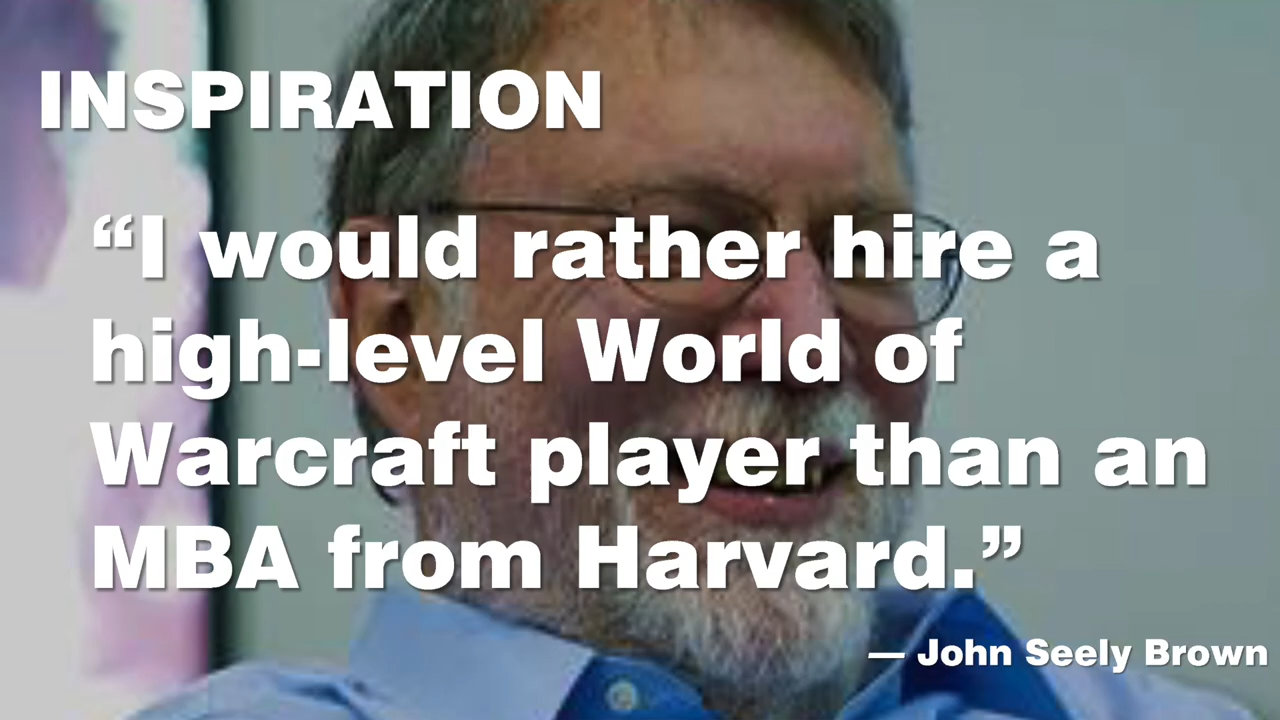 INSPIRATION
“I would rather hire a
high-level World of
Warcraft player than an
MBA from Harvard.”
— John Seely Brown